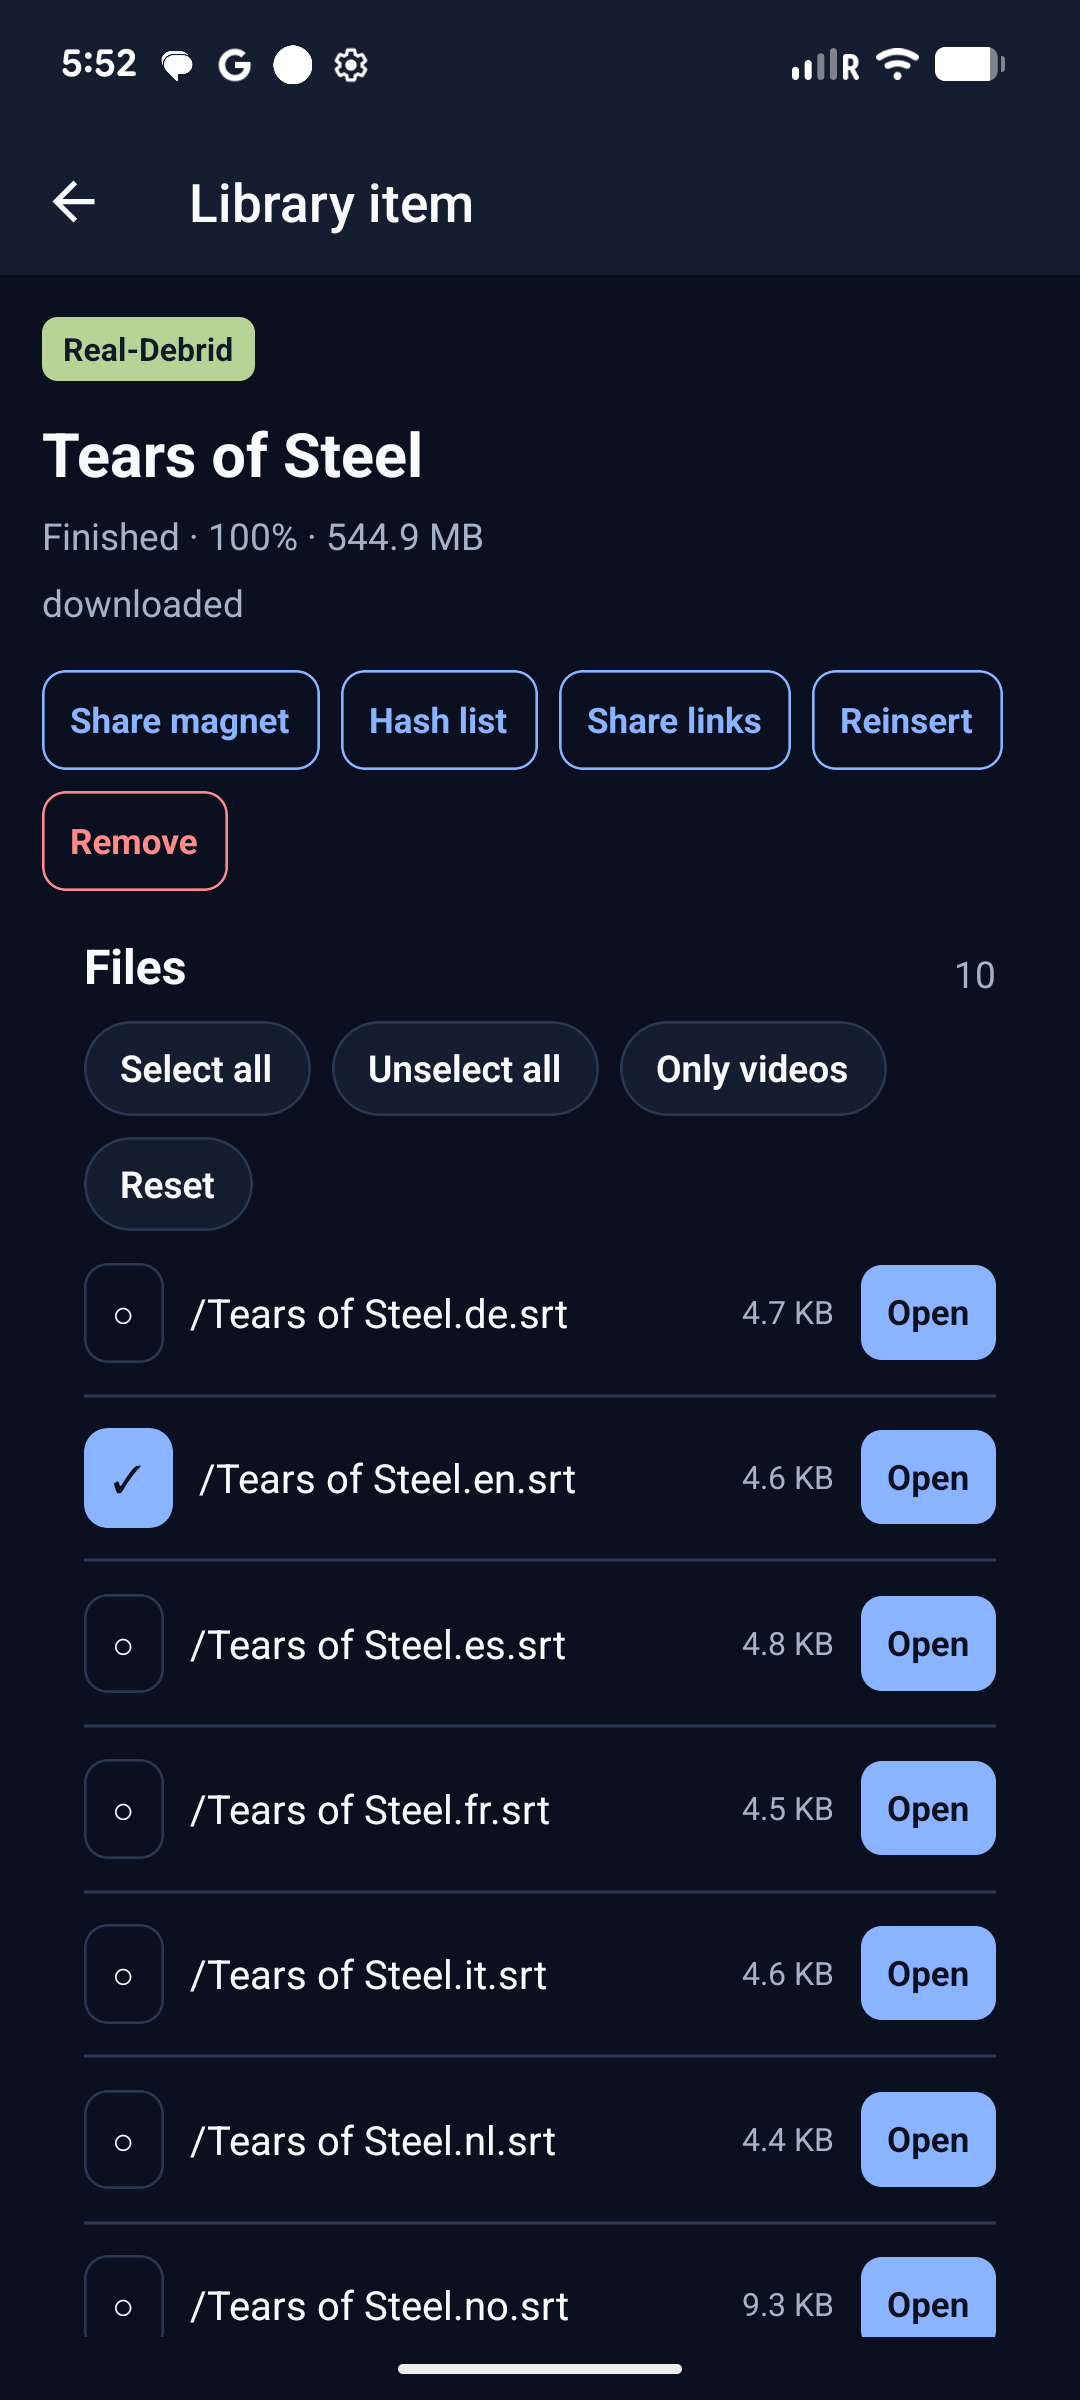 5:52
R
Library item
Real-Debrid
Tears of Steel
Finished · 100% · 544.9 MB
downloaded
Share magnet Hash list Share links Reinsert
Remove
Files 10
Select all Unselect all Only videos
Reset
/Tears of Steel.de.srt 4.7 KB Open
/Tears of Steel.en.srt 4.6 KB Open
/Tears of Steel.es.srt 4.8 KB Open
/Tears of Steel.fr.srt 4.5 KB Open
/Tears of Steel.it.srt 4.6 KB Open
/Tears of Steel.nl.srt 4.4 KB Open
/Tears of Steel.no.srt 9.3 KB Open